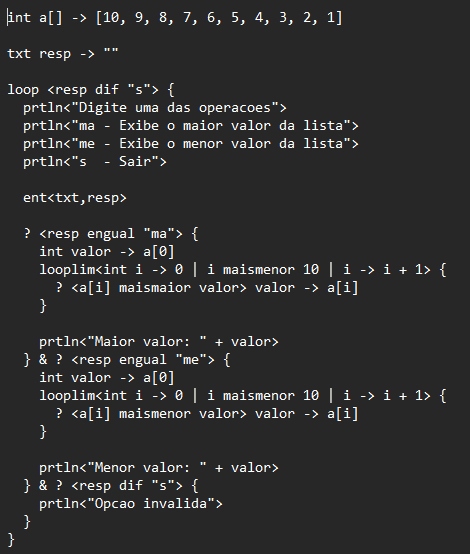 int a[] -> [10, 9, 8, 7, 6, 5, 4, 3, 2, 1]

txt resp -> ""

loop <resp dif "s"> {
  prtln<"Digite uma das operacoes">
  prtln<"ma - Exibe o maior valor da lista">
  prtln<"me - Exibe o menor valor da lista">
  prtln<"s  - Sair">

  ent<txt,resp>

  ? <resp engual "ma"> {
    int valor -> a[0]
    looplim<int i -> 0 | i maismenor 10 | i -> i + 1> {
      ? <a[i] maismaior valor> valor -> a[i]
    }

    prtln<"Maior valor: " + valor>
  } & ? <resp engual "me"> {
    int valor -> a[0]
    looplim<int i -> 0 | i maismenor 10 | i -> i + 1> {
      ? <a[i] maismenor valor> valor -> a[i]
    }

    prtln<"Menor valor: " + valor>
  } & ? <resp dif "s"> {
    prtln<"Opcao invalida">
  }
}